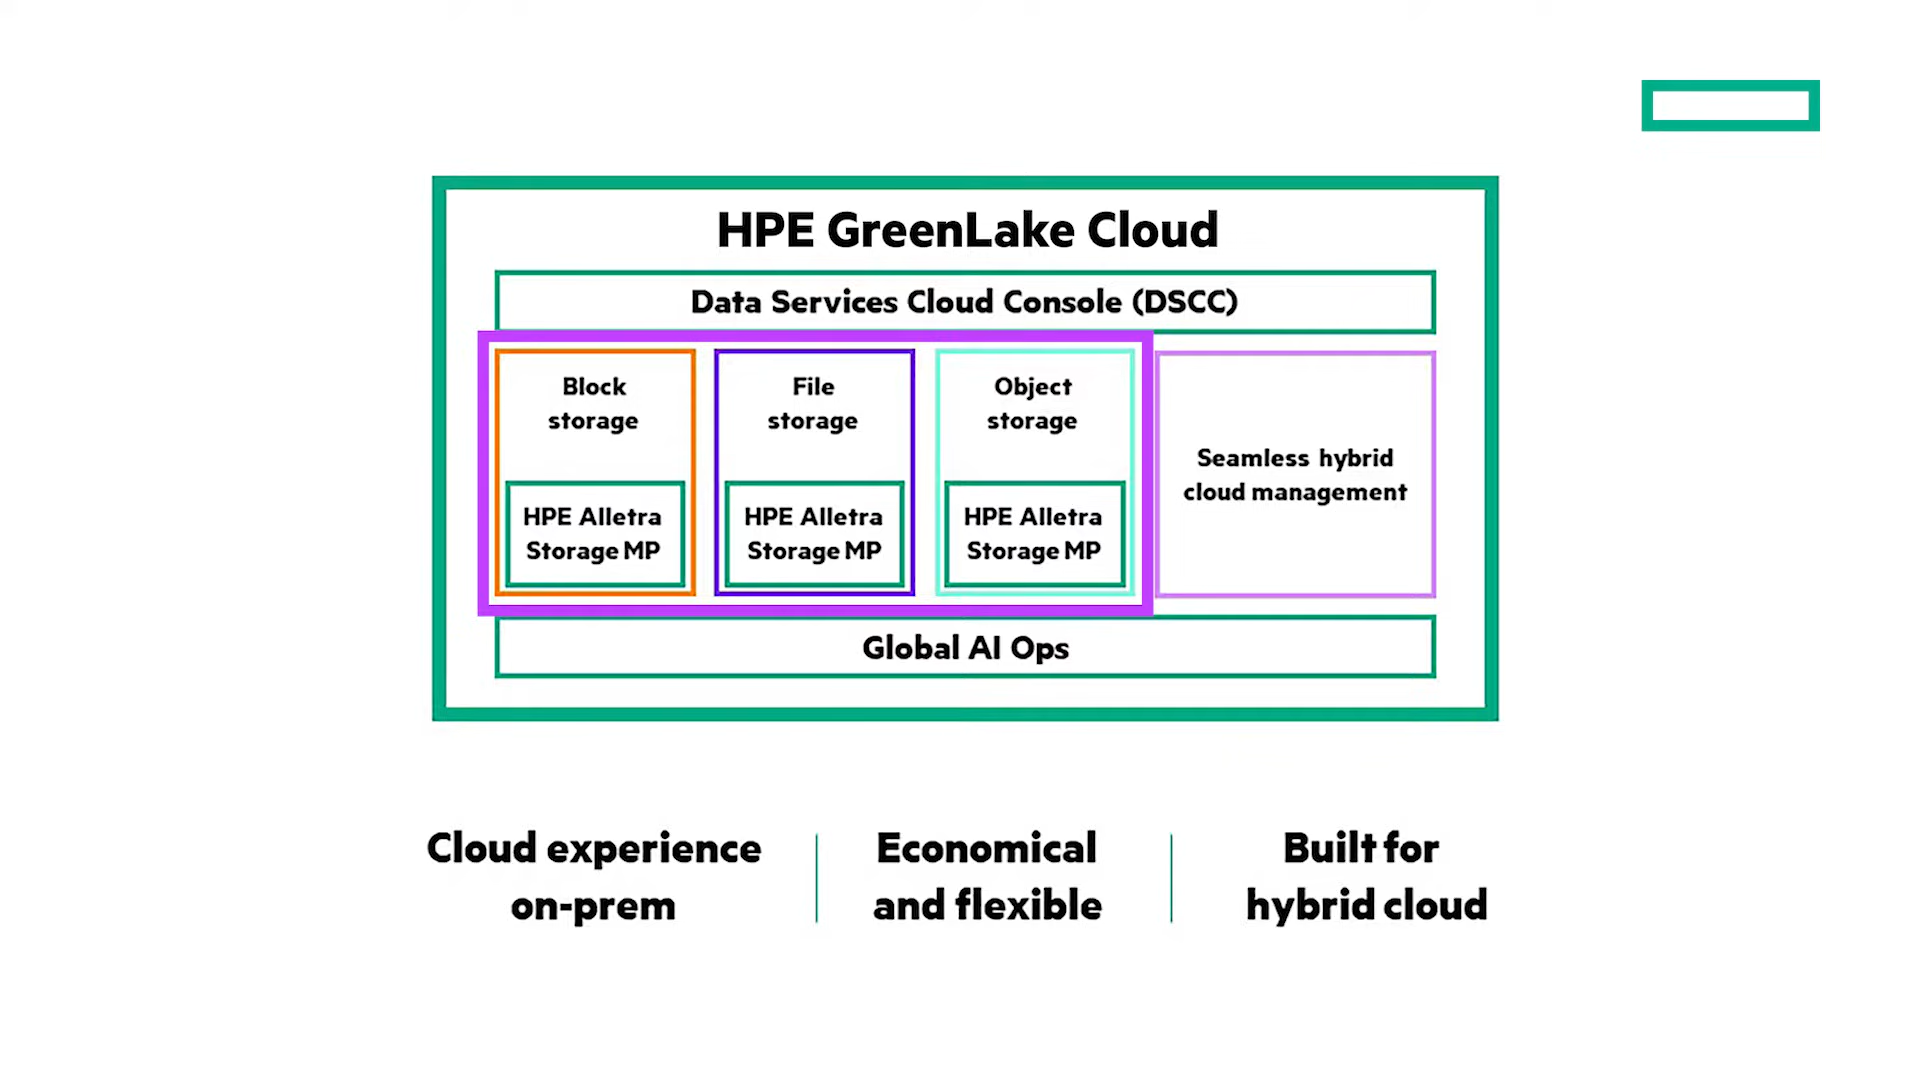 HPE GreenLake Cloud
Data Services Cloud Console (DSCC)
Block
storage
HPE Alletra
Storage MP
File
storage
HPE Alletra
Storage MP
Object
storage
HPE Alletra
Storage MP
Seamless hybrid
cloud management
Global AI Ops
Cloud experience
on-prem
Economical
and flexible
Built for
hybrid cloud